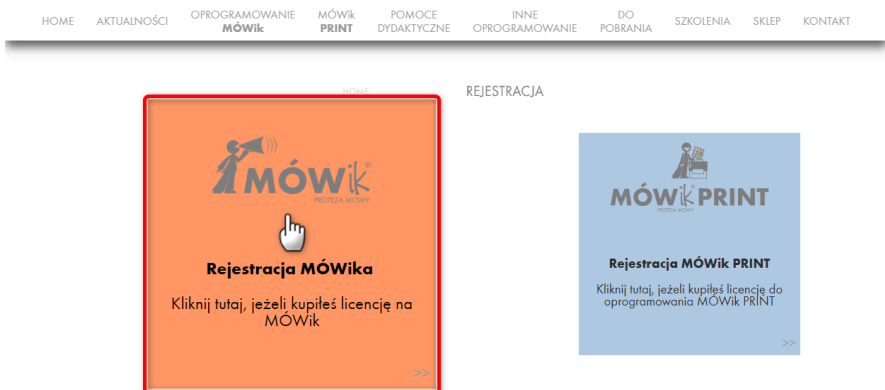 HOME
AKTUALNOŚCI
OPROGRAMOWANIE
MÓWik
MÓWik
PRINT
POMOCE
DYDAKTYCZNE
INNE
OPROGRAMOWANIE
DO
POBRANIA
SZKOLENIA
SKLEP
KONTAKT
HOME
REJESTRACJA
MÓWik®
PROTEZA MOWY
Rejestracja MÓWika
Kliknij tutaj, jeżeli kupiłeś licencję na
MÓWik
>>
MÓWik PRINT
PROTEZA MOWY
Rejestracja MÓWik PRINT
Kliknij tutaj, jeżeli kupiłeś licencję do
oprogramowania MÓWik PRINT
>>